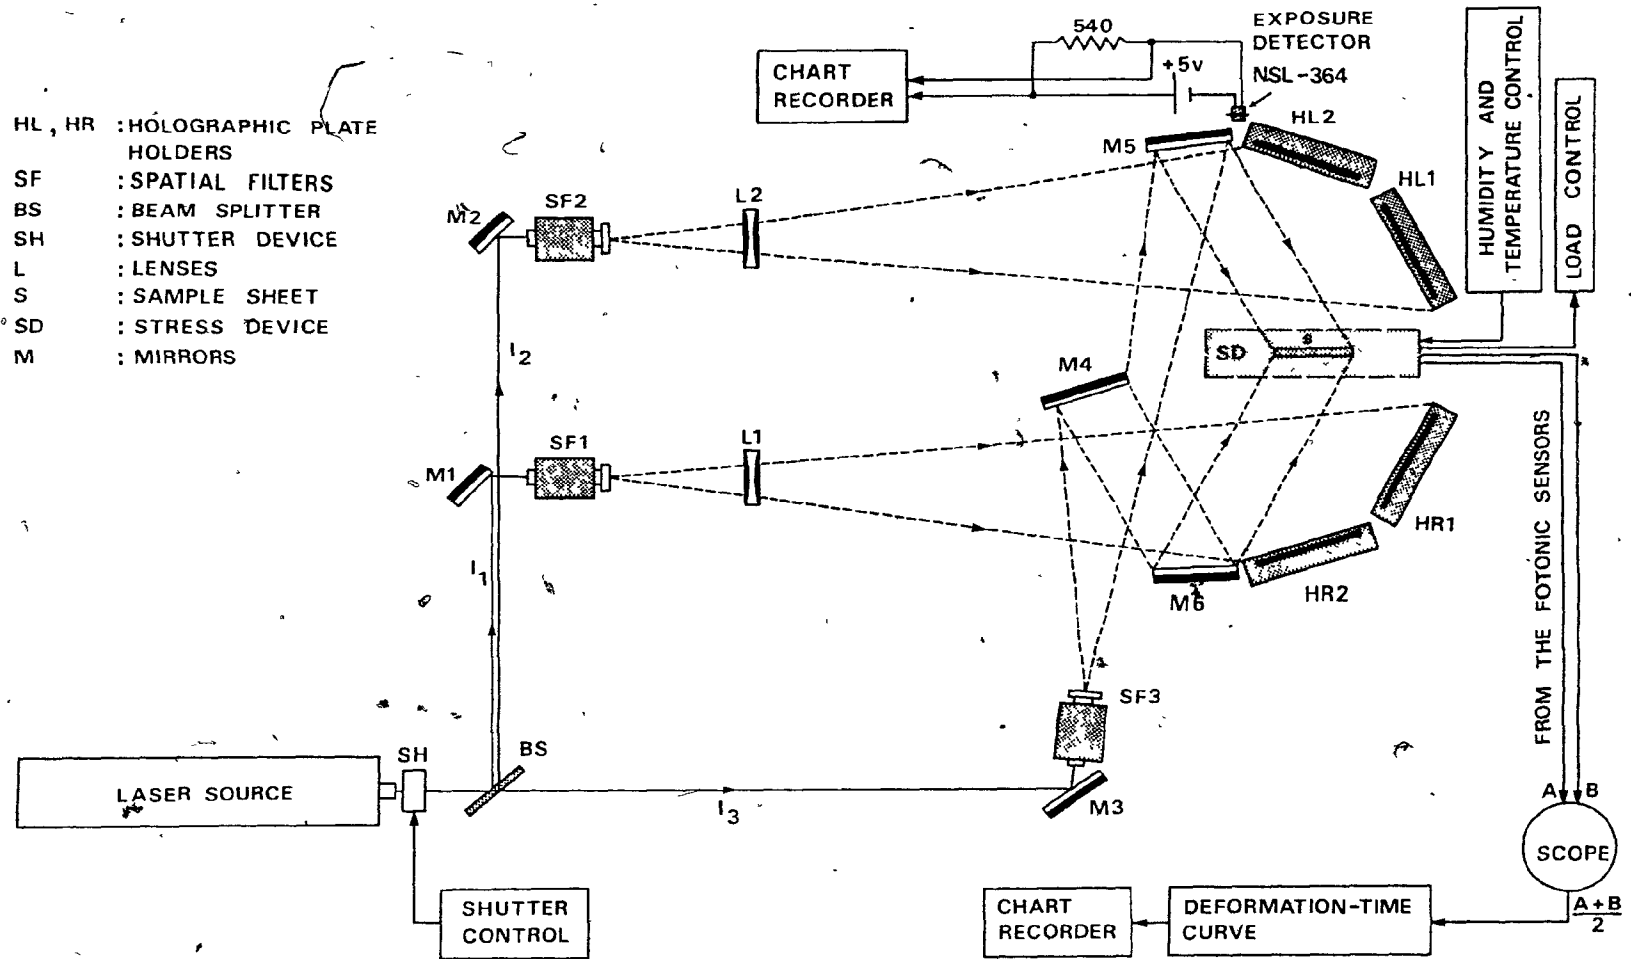 HL, HR : HOLOGRAPHIC PLATE
HOLDERS
SF : SPATIAL FILTERS
BS : BEAM SPLITTER
SH : SHUTTER DEVICE
L : LENSES
S : SAMPLE SHEET
SD : STRESS DEVICE
M : MIRRORS
CHART
RECORDER
540
+5v
EXPOSURE
DETECTOR
NSL-364
HUMIDITY AND
TEMPERATURE CONTROL
LOAD CONTROL
M5
HL2
HL1
M2
SF2
L2
I2
SD
S
M4
M1
SF1
L1
HR1
HR2
M6
I1
SF3
FROM THE FOTONIC SENSORS
LASER SOURCE
SH
BS
I3
M3
A
B
SCOPE
SHUTTER
CONTROL
CHART
RECORDER
DEFORMATION-TIME
CURVE
A+B
2